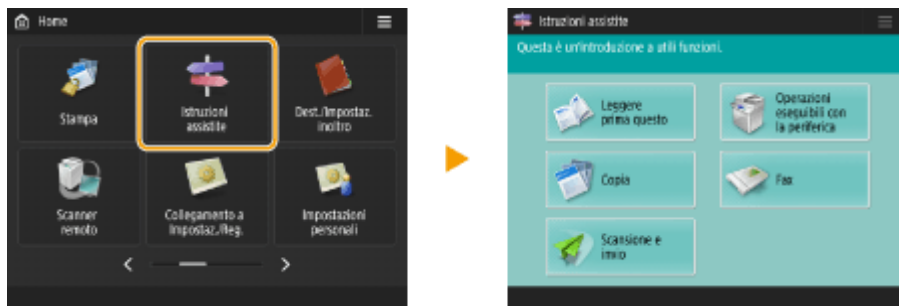 Home
Stampa
Istruzioni
assistite
Dest./Impostaz.
inoltro
Scanner
remoto
Collegamento a
Impostaz./Reg.
Impostazioni
personali
Istruzioni assistite
Questa è un'introduzione a utili funzioni.
Leggere
prima questo
Operazioni
eseguibili con
la periferica
Copia
Fax
Scansione e
invio